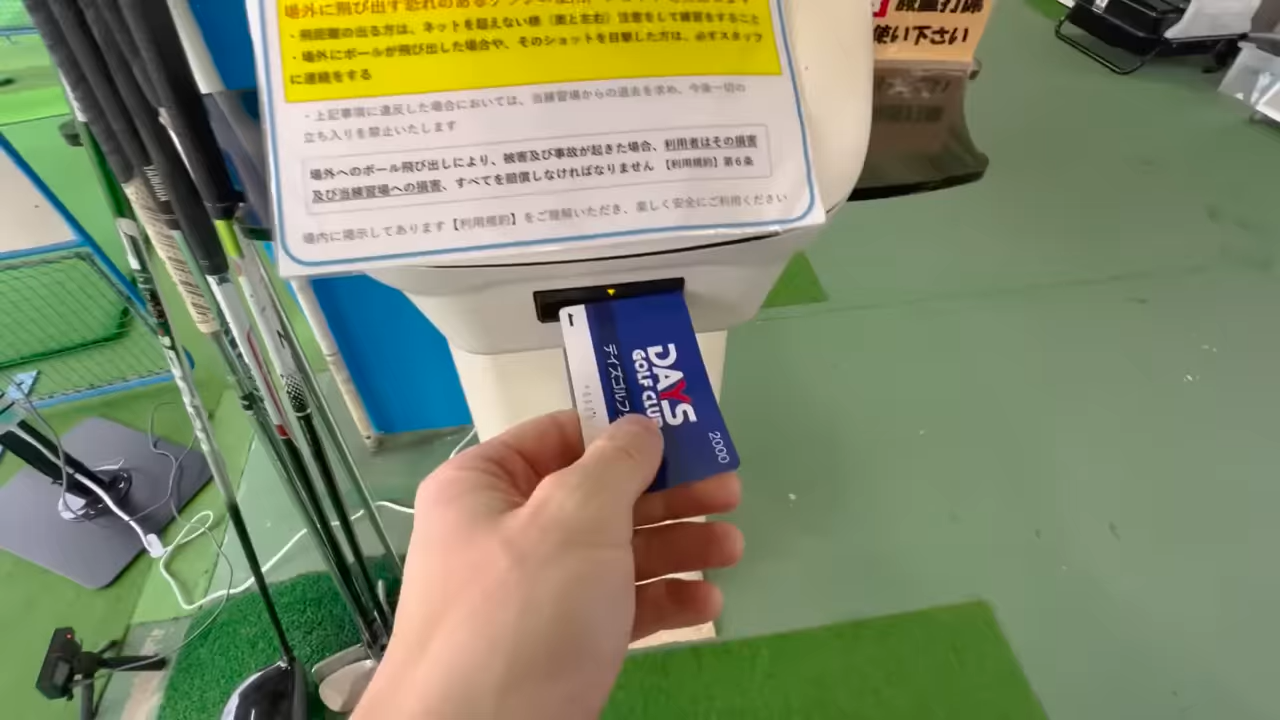 場外に飛び出す恐れのある
・飛距離の出る方は、ネットを超えない様（奥と左右）注意をして練習をすること
・場外にボールが飛び出した場合や、そのショットを目撃した方は、必ずスタッフ
に連絡をする
・上記事項に違反した場合においては、当練習場からの退去を求め、今後一切の
立ち入りを禁止いたします
場外へのボール飛び出しにより、被害及び事故が起きた場合、利用者はその損害
及び当練習場への損害、すべてを賠償しなければなりません 【利用規約】第6条
場内に掲示してあります【利用規約】をご理解いただき、楽しく安全にご利用ください
使い下さい
DAYS
GOLF CLUB
デイズゴルフ
2000
YAMAHA